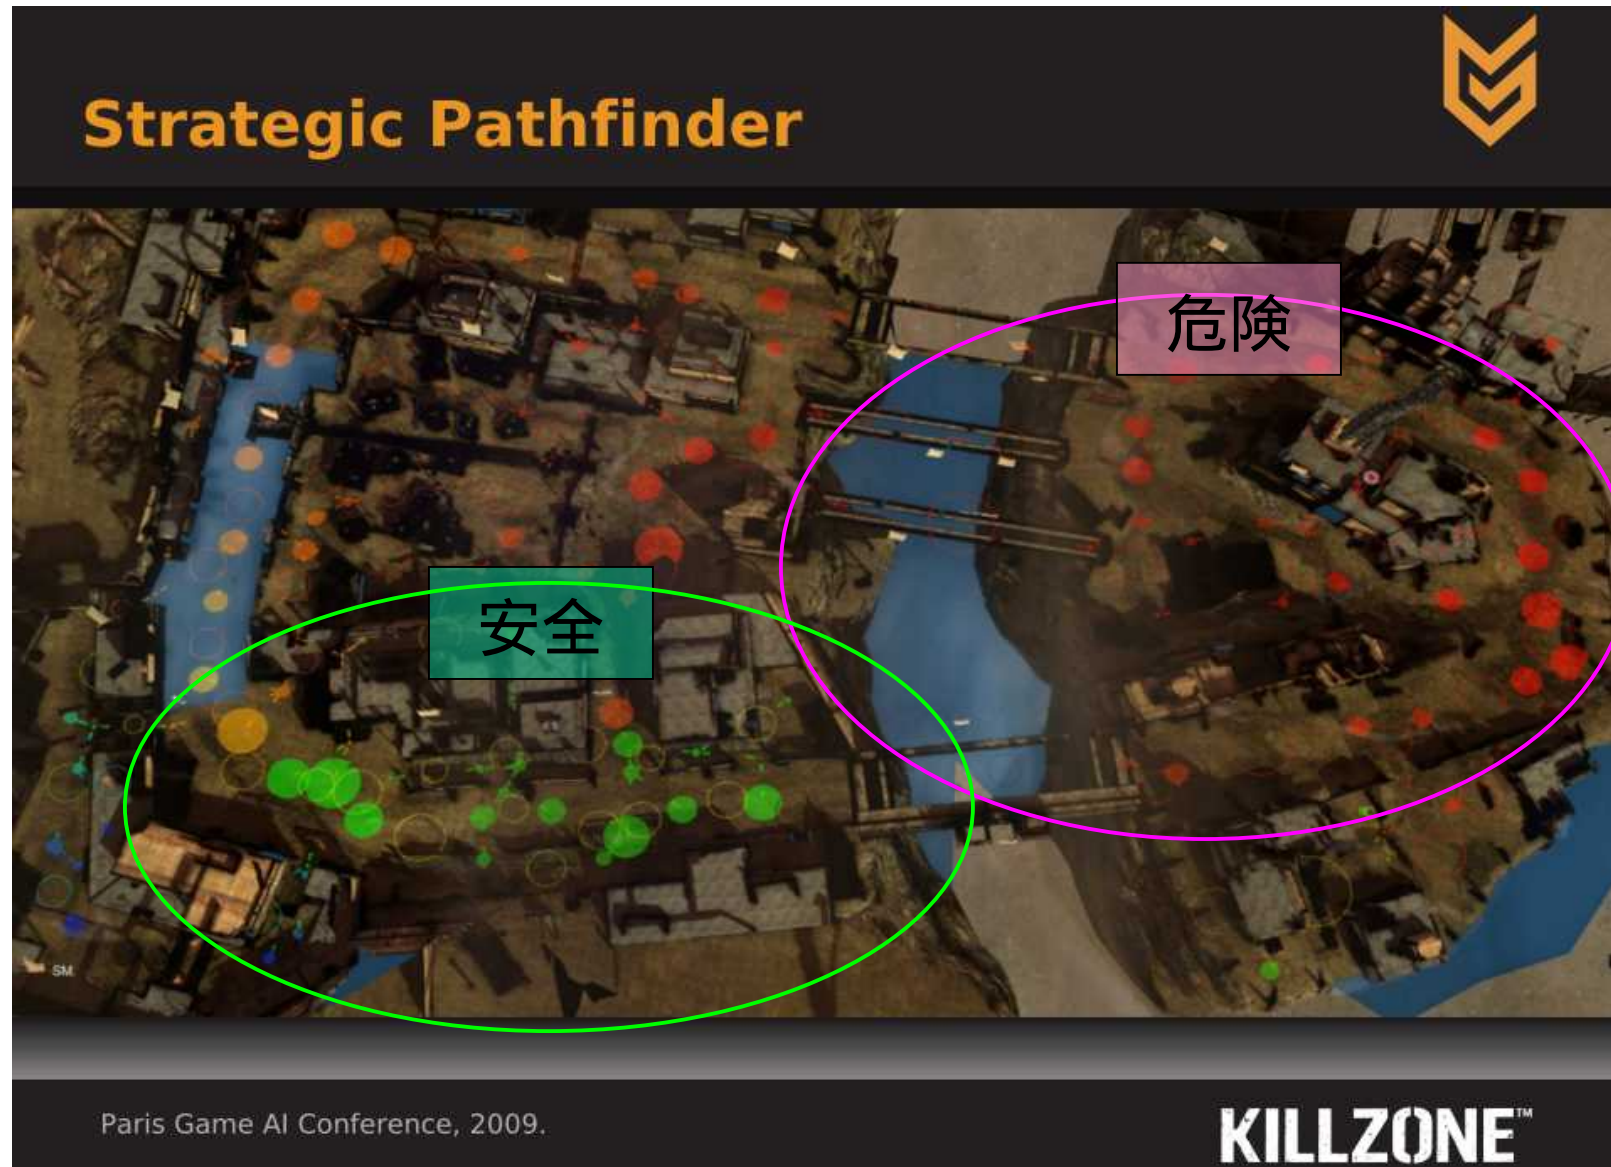 Strategic Pathfinder
危険
安全
SM
Paris Game AI Conference, 2009.
KILLZONE™